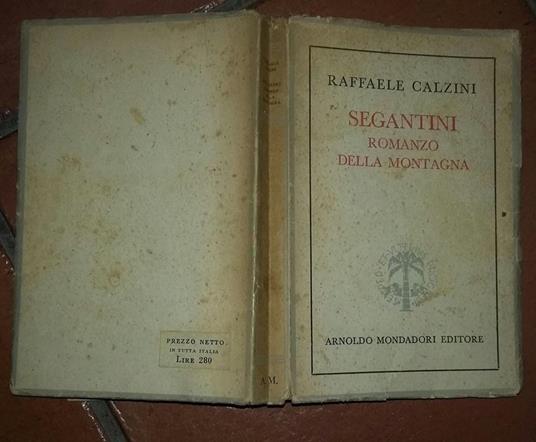 RAFFAELE CALZINI
SEGANTINI
ROMANZO
DELLA MONTAGNA
ARNOLDO MONDADORI EDITORE
A.M.
PREZZO NETTO
IN TUTTA ITALIA
LIRE 280